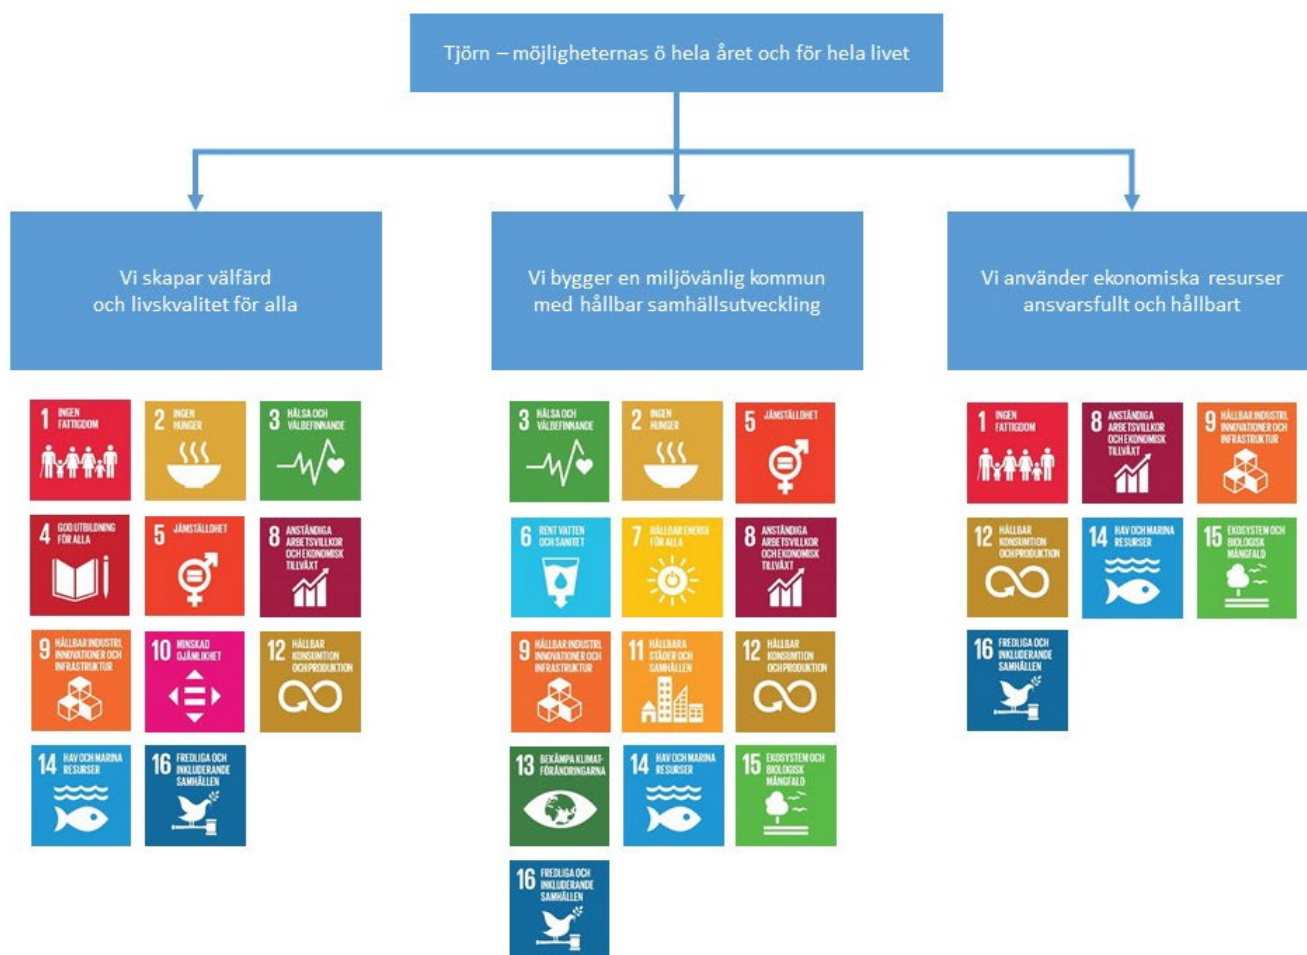 Tjörn – möjligheternas ö hela året och för hela livet
Vi skapar välfärd
och livskvalitet för alla
1 INGEN
FATTIGDOM
2 INGEN
HUNGER
3 HÄLSA OCH
VÄLBEFINNANDE
4 GOD UTBILDNING
FÖR ALLA
5 JÄMSTÄLLDHET
8 ANSTÄNDIGA
ARBETSVILLKOR
OCH EKONOMISK
TILLVÄXT
9 HÅLLBAR INDUSTRI,
INNOVATIONER OCH
INFRASTRUKTUR
10 MINSKAD
OJÄMLIKHET
12 HÅLLBAR
KONSUMTION
OCH PRODUKTION
14 HAV OCH MARINA
RESURSER
16 FREDLIGA OCH
INKLUDERANDE
SAMHÄLLEN
Vi bygger en miljövänlig kommun
med hållbar samhällsutveckling
3 HÄLSA OCH
VÄLBEFINNANDE
2 INGEN
HUNGER
5 JÄMSTÄLLDHET
6 RENT VATTEN
OCH SANITET
7 HÅLLBAR ENERGI
FÖR ALLA
8 ANSTÄNDIGA
ARBETSVILLKOR
OCH EKONOMISK
TILLVÄXT
9 HÅLLBAR INDUSTRI,
INNOVATIONER OCH
INFRASTRUKTUR
11 HÅLLBARA
STÄDER OCH
SAMHÄLLEN
12 HÅLLBAR
KONSUMTION
OCH PRODUKTION
13 BEKÄMPA KLIMAT-
FÖRÄNDRINGARNA
14 HAV OCH MARINA
RESURSER
15 EKOSYSTEM OCH
BIOLOGISK
MÅNGFALD
16 FREDLIGA OCH
INKLUDERANDE
SAMHÄLLEN
Vi använder ekonomiska resurser
ansvarsfullt och hållbart
1 INGEN
FATTIGDOM
8 ANSTÄNDIGA
ARBETSVILLKOR
OCH EKONOMISK
TILLVÄXT
9 HÅLLBAR INDUSTRI,
INNOVATIONER OCH
INFRASTRUKTUR
12 HÅLLBAR
KONSUMTION
OCH PRODUKTION
14 HAV OCH MARINA
RESURSER
15 EKOSYSTEM OCH
BIOLOGISK
MÅNGFALD
16 FREDLIGA OCH
INKLUDERANDE
SAMHÄLLEN